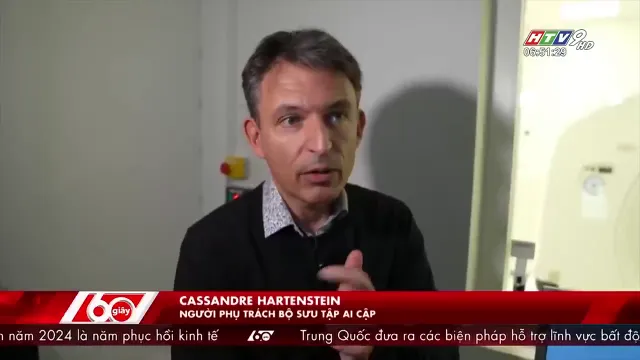 HTV9 HD
06:51:29
60 giây
CASSANDRE HARTENSTEIN
NGƯỜI PHỤ TRÁCH BỘ SƯU TẬP AI CẬP
n năm 2024 là năm phục hồi kinh tế 60 giây Trung Quốc đưa ra các biện pháp hỗ trợ lĩnh vực bất đ